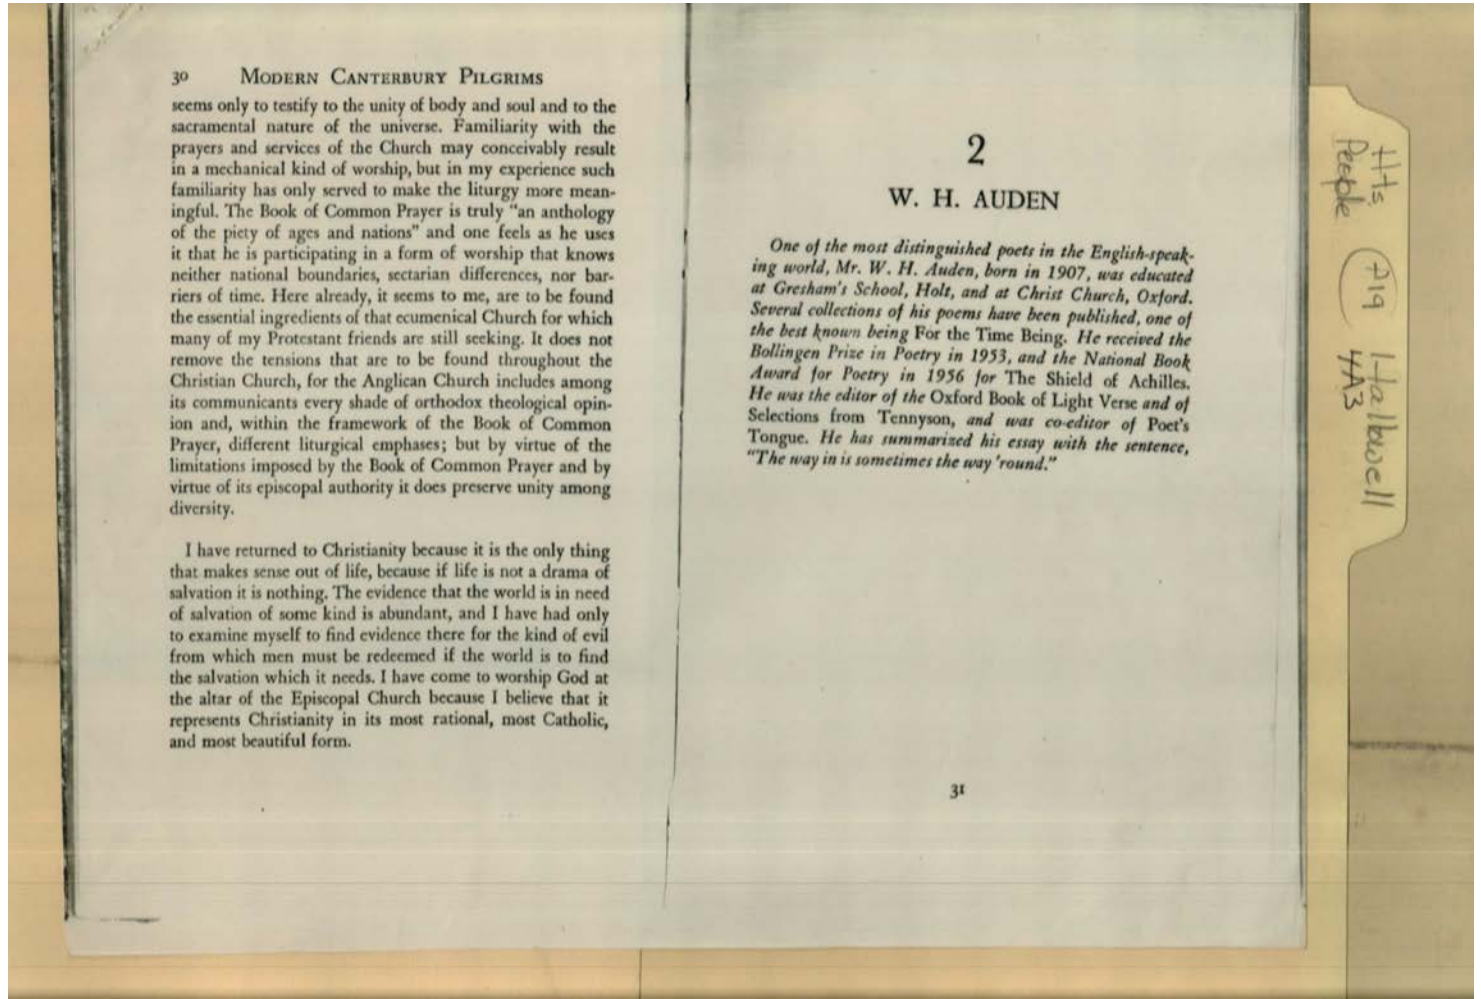 30 MODERN CANTERBURY PILGRIMS
seems only to testify to the unity of body and soul and to the
sacramental nature of the universe. Familiarity with the
prayers and services of the Church may conceivably result
in a mechanical kind of worship, but in my experience such
familiarity has only served to make the liturgy more mean-
ingful. The Book of Common Prayer is truly "an anthology
of the piety of ages and nations" and one feels as he uses
it that he is participating in a form of worship that knows
neither national boundaries, sectarian differences, nor bar-
riers of time. Here already, it seems to me, are to be found
the essential ingredients of that ecumenical Church for which
many of my Protestant friends are still seeking. It does not
remove the tensions that are to be found throughout the
Christian Church, for the Anglican Church includes among
its communicants every shade of orthodox theological opin-
ion and, within the framework of the Book of Common
Prayer, different liturgical emphases; but by virtue of the
limitations imposed by the Book of Common Prayer and by
virtue of its episcopal authority it does preserve unity among
diversity.
I have returned to Christianity because it is the only thing
that makes sense out of life, because if life is not a drama of
salvation it is nothing. The evidence that the world is in need
of salvation of some kind is abundant, and I have had only
to examine myself to find evidence there for the kind of evil
from which men must be redeemed if the world is to find
the salvation which it needs. I have come to worship God at
the altar of the Episcopal Church because I believe that it
represents Christianity in its most rational, most Catholic,
and most beautiful form.
2
W. H. AUDEN
One of the most distinguished poets in the English-speak-
ing world, Mr. W. H. Auden, born in 1907, was educated
at Gresham's School, Holt, and at Christ Church, Oxford.
Several collections of his poems have been published, one of
the best known being For the Time Being. He received the
Bollingen Prize in Poetry in 1953, and the National Book
Award for Poetry in 1956 for The Shield of Achilles.
He was the editor of the Oxford Book of Light Verse and of
Selections from Tennyson, and was co-editor of Poet's
Tongue. He has summarized his essay with the sentence,
"The way in is sometimes the way 'round."
31
People
Hallowell
4A3